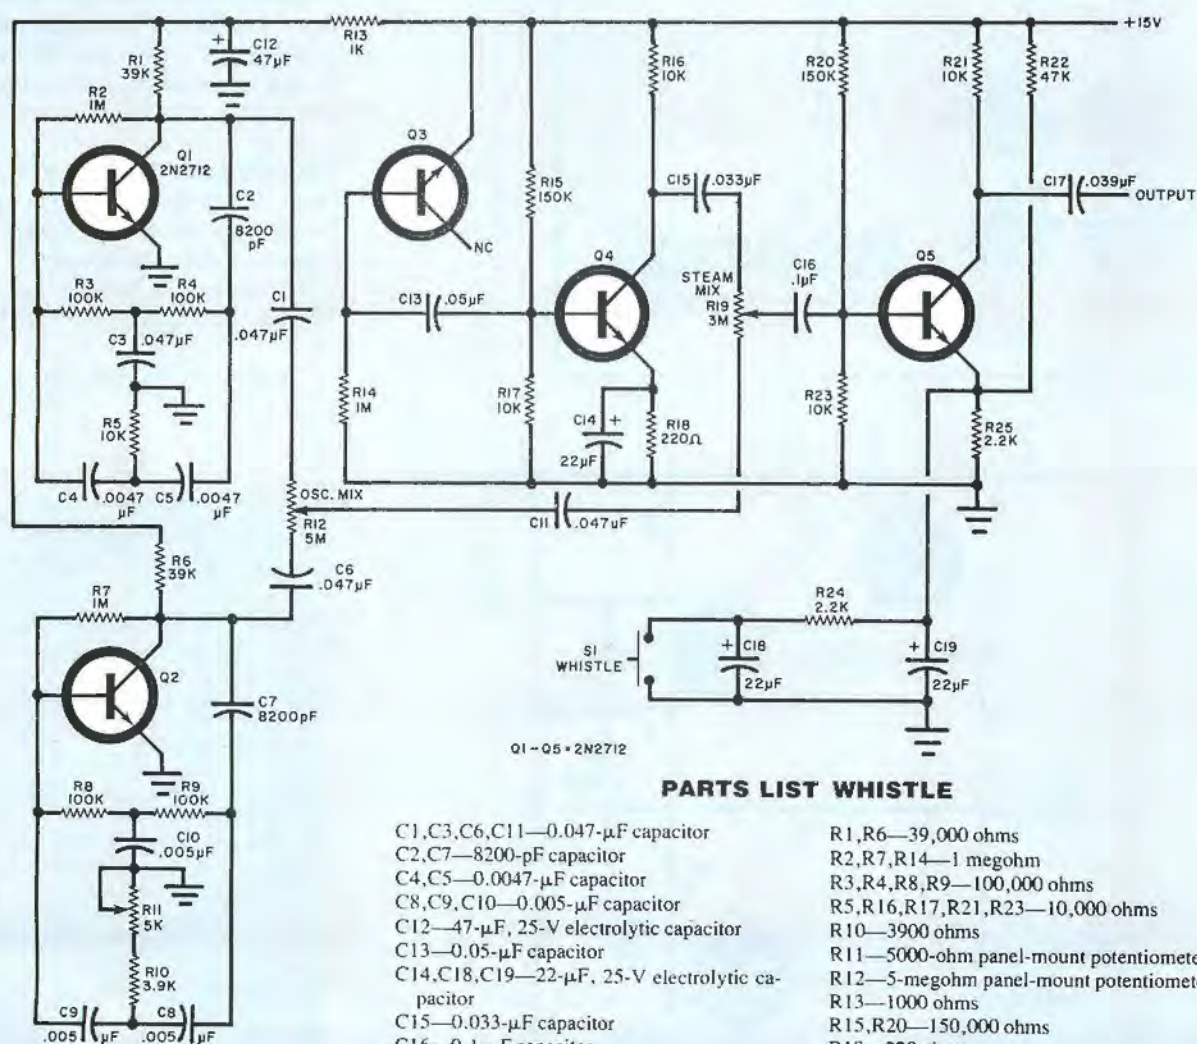 +15V
R13
1K
C12
47µF
R1
39K
R2
1M
Q1
2N2712
C2
8200
pF
R3
100K
R4
100K
C3
.047µF
R5
10K
C4
.0047
µF
C5
.0047
µF
C1
.047µF
OSC. MIX
R12
5M
C6
.047µF
Q3
NC
R14
1M
C13
.05µF
R15
150K
R17
10K
R16
10K
Q4
C14
22µF
R18
220Ω
C15
.033µF
STEAM
MIX
R19
3M
C11
.047µF
C16
.1µF
R20
150K
R23
10K
R21
10K
R22
47K
Q5
C17
.039µF
OUTPUT
R25
2.2K
R24
2.2K
S1
WHISTLE
C18
22µF
C19
22µF
R6
39K
R7
1M
Q2
C7
8200pF
R8
100K
R9
100K
C10
.005µF
R11
5K
R10
3.9K
C9
.005 µF
C8
.005 µF
Q1-Q5=2N2712
PARTS LIST WHISTLE
C1,C3,C6,C11—0.047-µF capacitor
C2,C7—8200-pF capacitor
C4,C5—0.0047-µF capacitor
C8,C9,C10—0.005-µF capacitor
C12—47-µF, 25-V electrolytic capacitor
C13—0.05-µF capacitor
C14,C18,C19—22-µF, 25-V electrolytic ca-
pacitor
C15—0.033-µF capacitor
R1,R6—39,000 ohms
R2,R7,R14—1 megohm
R3,R4,R8,R9—100,000 ohms
R5,R16,R17,R21,R23—10,000 ohms
R10—3900 ohms
R11—5000-ohm panel-mount potentiomete
R12—5-megohm panel-mount potentiomete
R13—1000 ohms
R15,R20—150,000 ohms